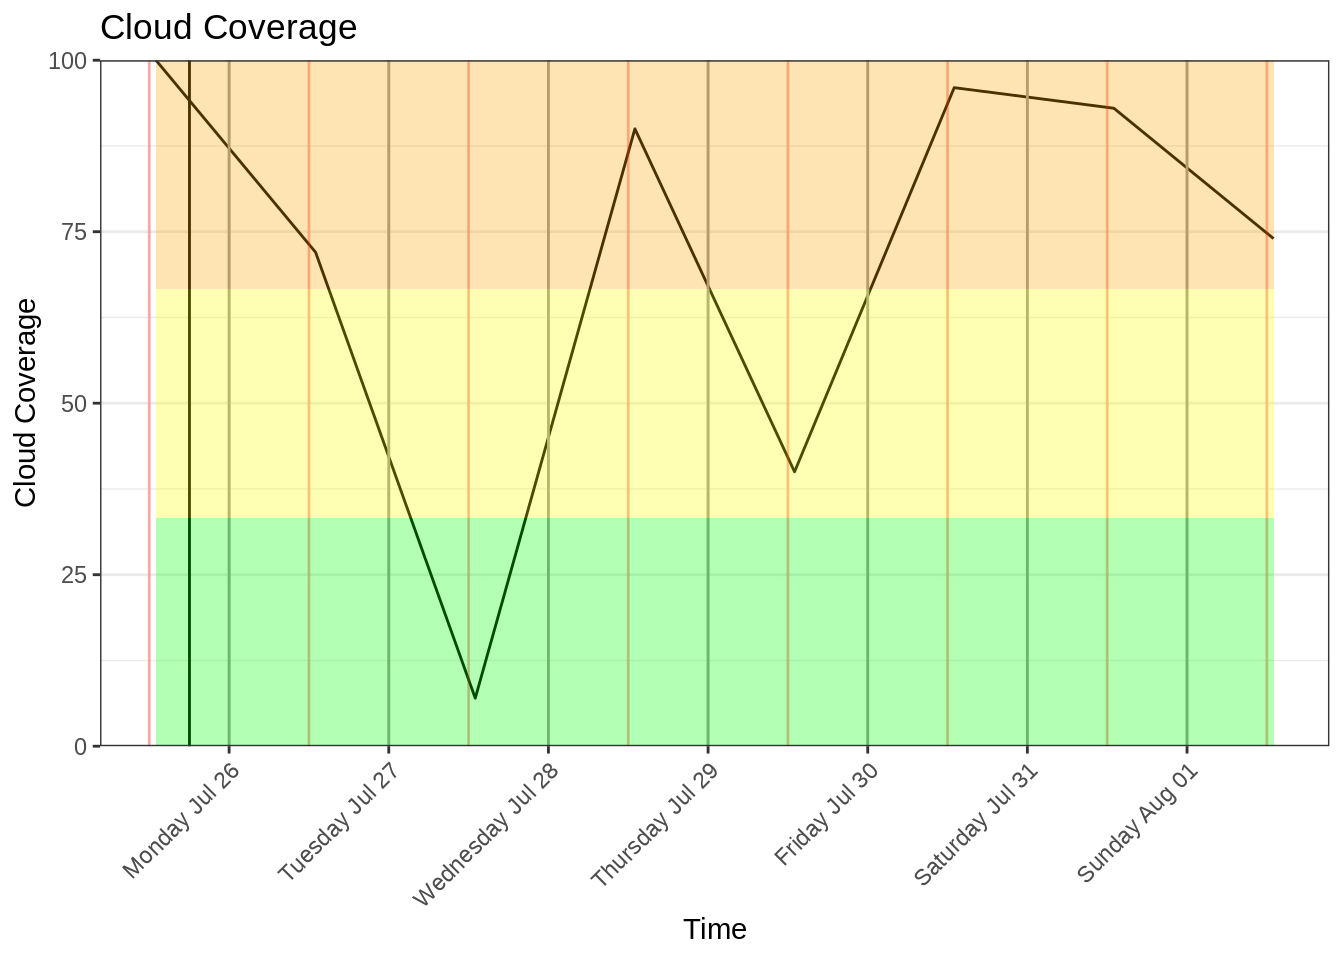 Cloud Coverage
100
75
50
25
0
Cloud Coverage
Monday Jul 26
Tuesday Jul 27
Wednesday Jul 28
Thursday Jul 29
Friday Jul 30
Saturday Jul 31
Sunday Aug 01
Time